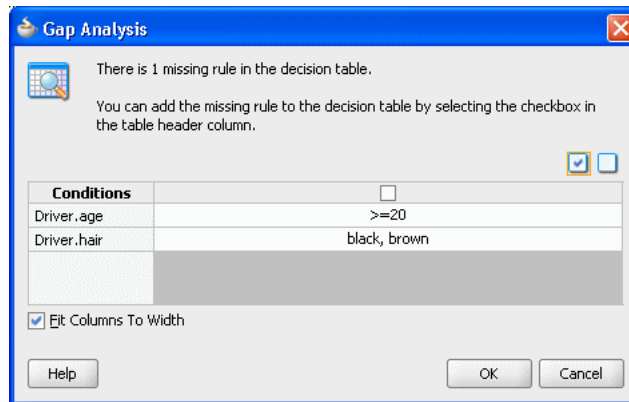 Gap Analysis
There is 1 missing rule in the decision table.
You can add the missing rule to the decision table by selecting the checkbox in
the table header column.
Conditions
Driver.age >=20
Driver.hair black, brown
Fit Columns To Width
Help OK Cancel